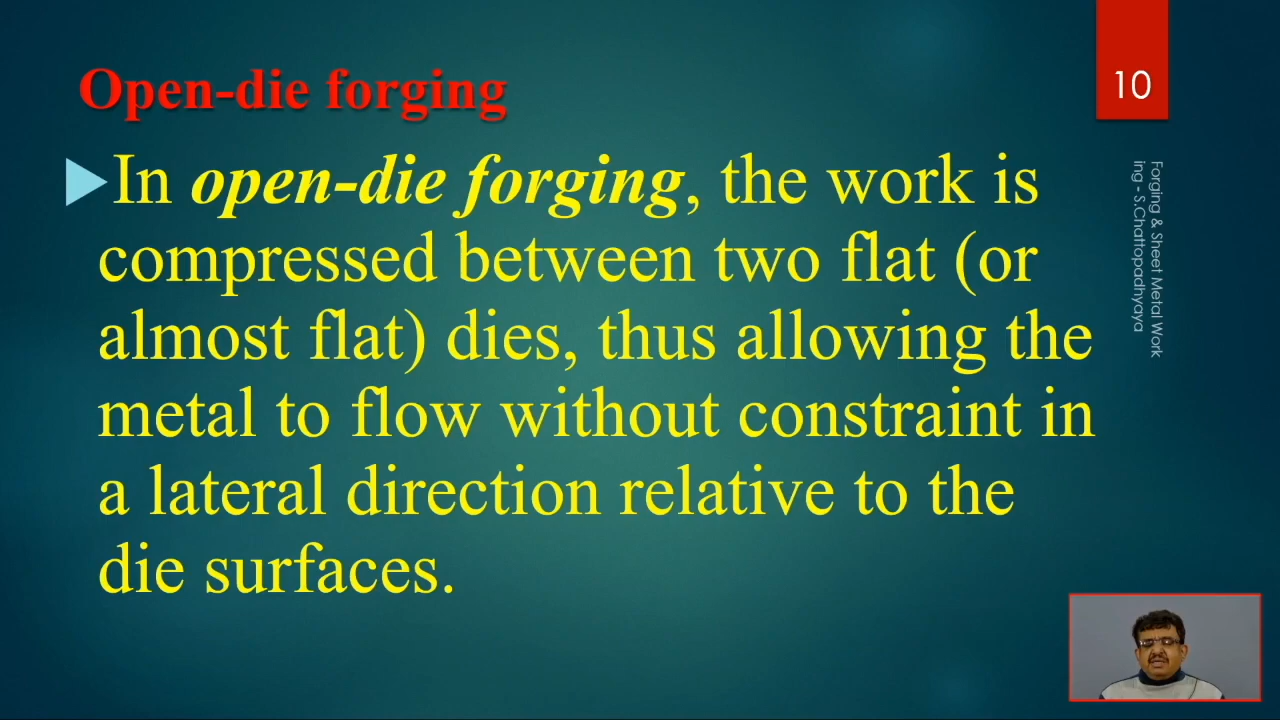 Open-die forging
10
In open-die forging, the work is
compressed between two flat (or
almost flat) dies, thus allowing the
metal to flow without constraint in
a lateral direction relative to the
die surfaces.
Forging & Sheet Metal Work
ing - S.Chattopadhyaya